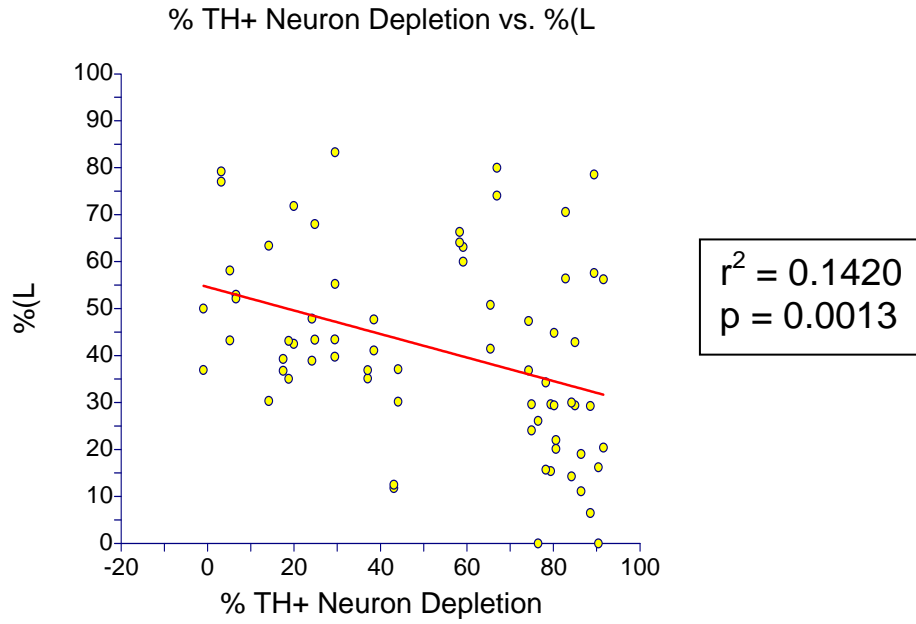 % TH+ Neuron Depletion vs. %(L
100
90
80
70
60
50
40
30
20
10
0
%(L
-20 0 20 40 60 80 100
% TH+ Neuron Depletion
r² = 0.1420
p = 0.0013